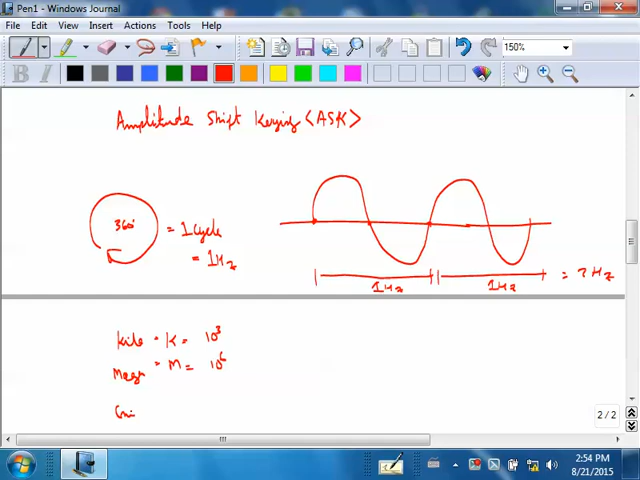 Pen1 - Windows Journal
File Edit View Insert Actions Tools Help
150%
B I
Amplitude Shift Keying <ASK>
360° = 1 Cycle
= 1Hz
1Hz 1Hz = 2Hz
Kilo = K = 10³
Mega = M = 10⁶
2 / 2
2:54 PM
8/21/2015